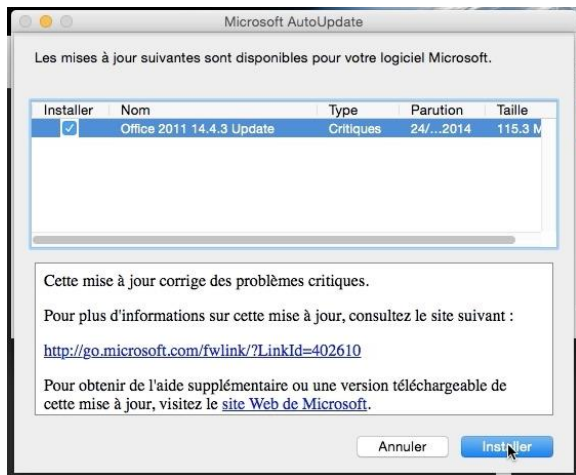 Microsoft AutoUpdate
Les mises à jour suivantes sont disponibles pour votre logiciel Microsoft.
Installer Nom Type Parution Taille
Office 2011 14.4.3 Update Critiques 24/...2014 115.3 M
Cette mise à jour corrige des problèmes critiques.
Pour plus d'informations sur cette mise à jour, consultez le site suivant :
http://go.microsoft.com/fwlink/?LinkId=402610
Pour obtenir de l'aide supplémentaire ou une version téléchargeable de
cette mise à jour, visitez le site Web de Microsoft.
Annuler Installer